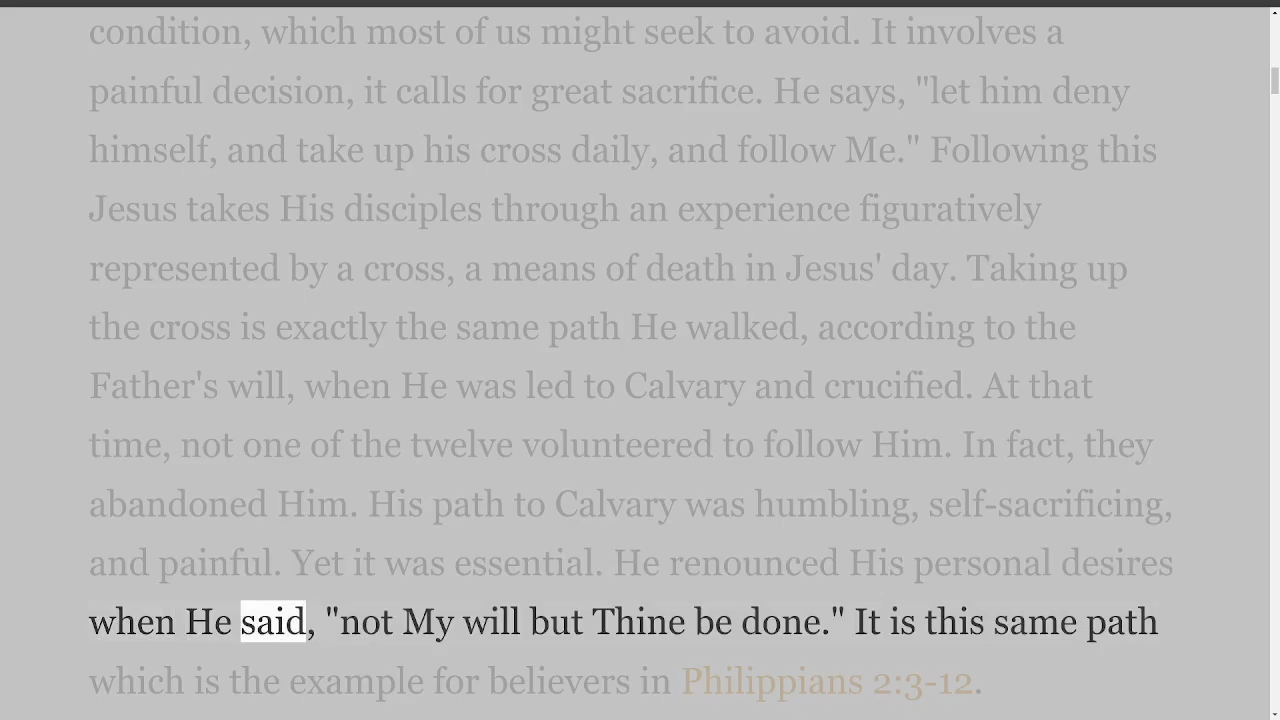 condition, which most of us might seek to avoid. It involves a
painful decision, it calls for great sacrifice. He says, "let him deny
himself, and take up his cross daily, and follow Me." Following this
Jesus takes His disciples through an experience figuratively
represented by a cross, a means of death in Jesus' day. Taking up
the cross is exactly the same path He walked, according to the
Father's will, when He was led to Calvary and crucified. At that
time, not one of the twelve volunteered to follow Him. In fact, they
abandoned Him. His path to Calvary was humbling, self-sacrificing,
and painful. Yet it was essential. He renounced His personal desires
when He said, "not My will but Thine be done." It is this same path
which is the example for believers in Philippians 2:3-12.